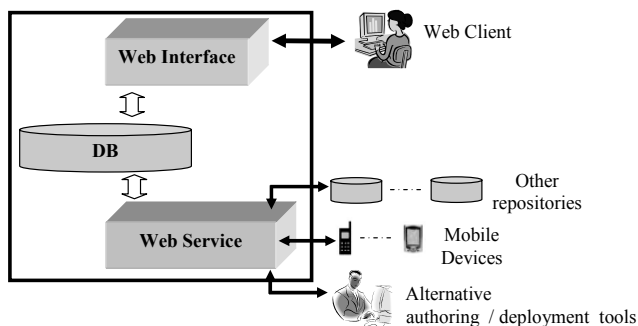 Web Interface
Web Client
DB
Other
repositories
Web Service
Mobile
Devices
Alternative
authoring / deployment tools